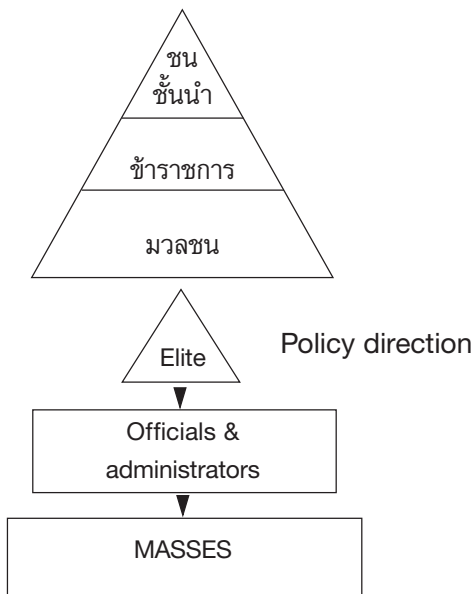 ชน
ชั้นนำ
ข้าราชการ
มวลชน
Elite
Policy direction
Officials &
administrators
MASSES